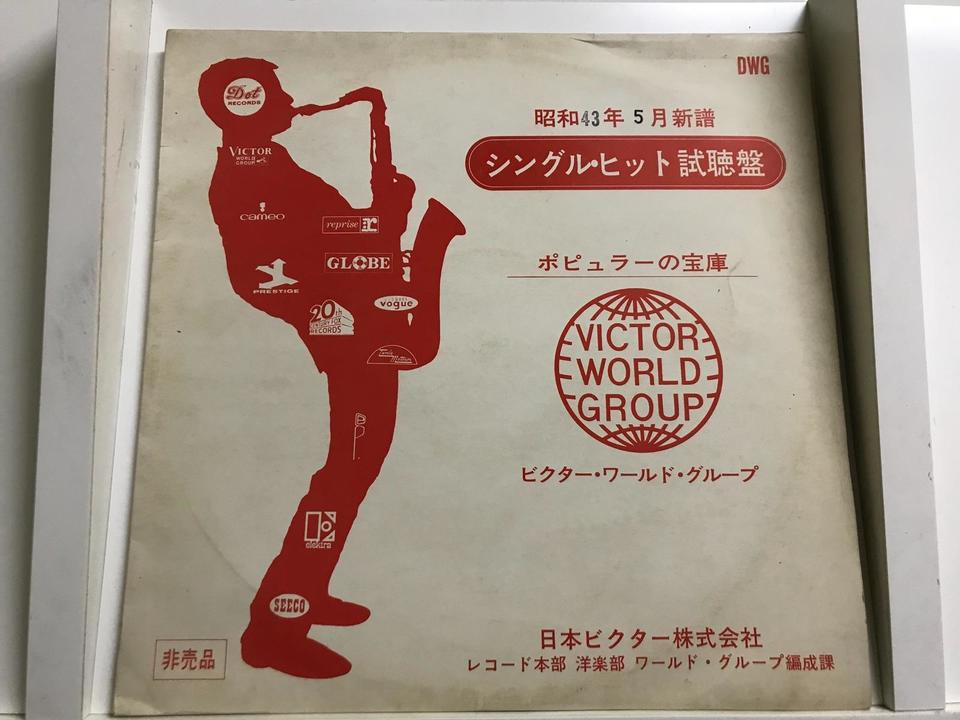 DWG
昭和43年 5月新譜
シングル・ヒット試聴盤
ポピュラーの宝庫
VICTOR
WORLD
GROUP
ビクター・ワールド・グループ
Dot
RECORDS
VICTOR
WORLD
GROUP
CAMEO
reprise r:
GLOBE
PRESTIGE
20th
CENTURY FOX
RECORDS
vogue
elektra
SEECO
非売品
日本ビクター株式会社
レコード本部 洋楽部 ワールド・グループ編成課